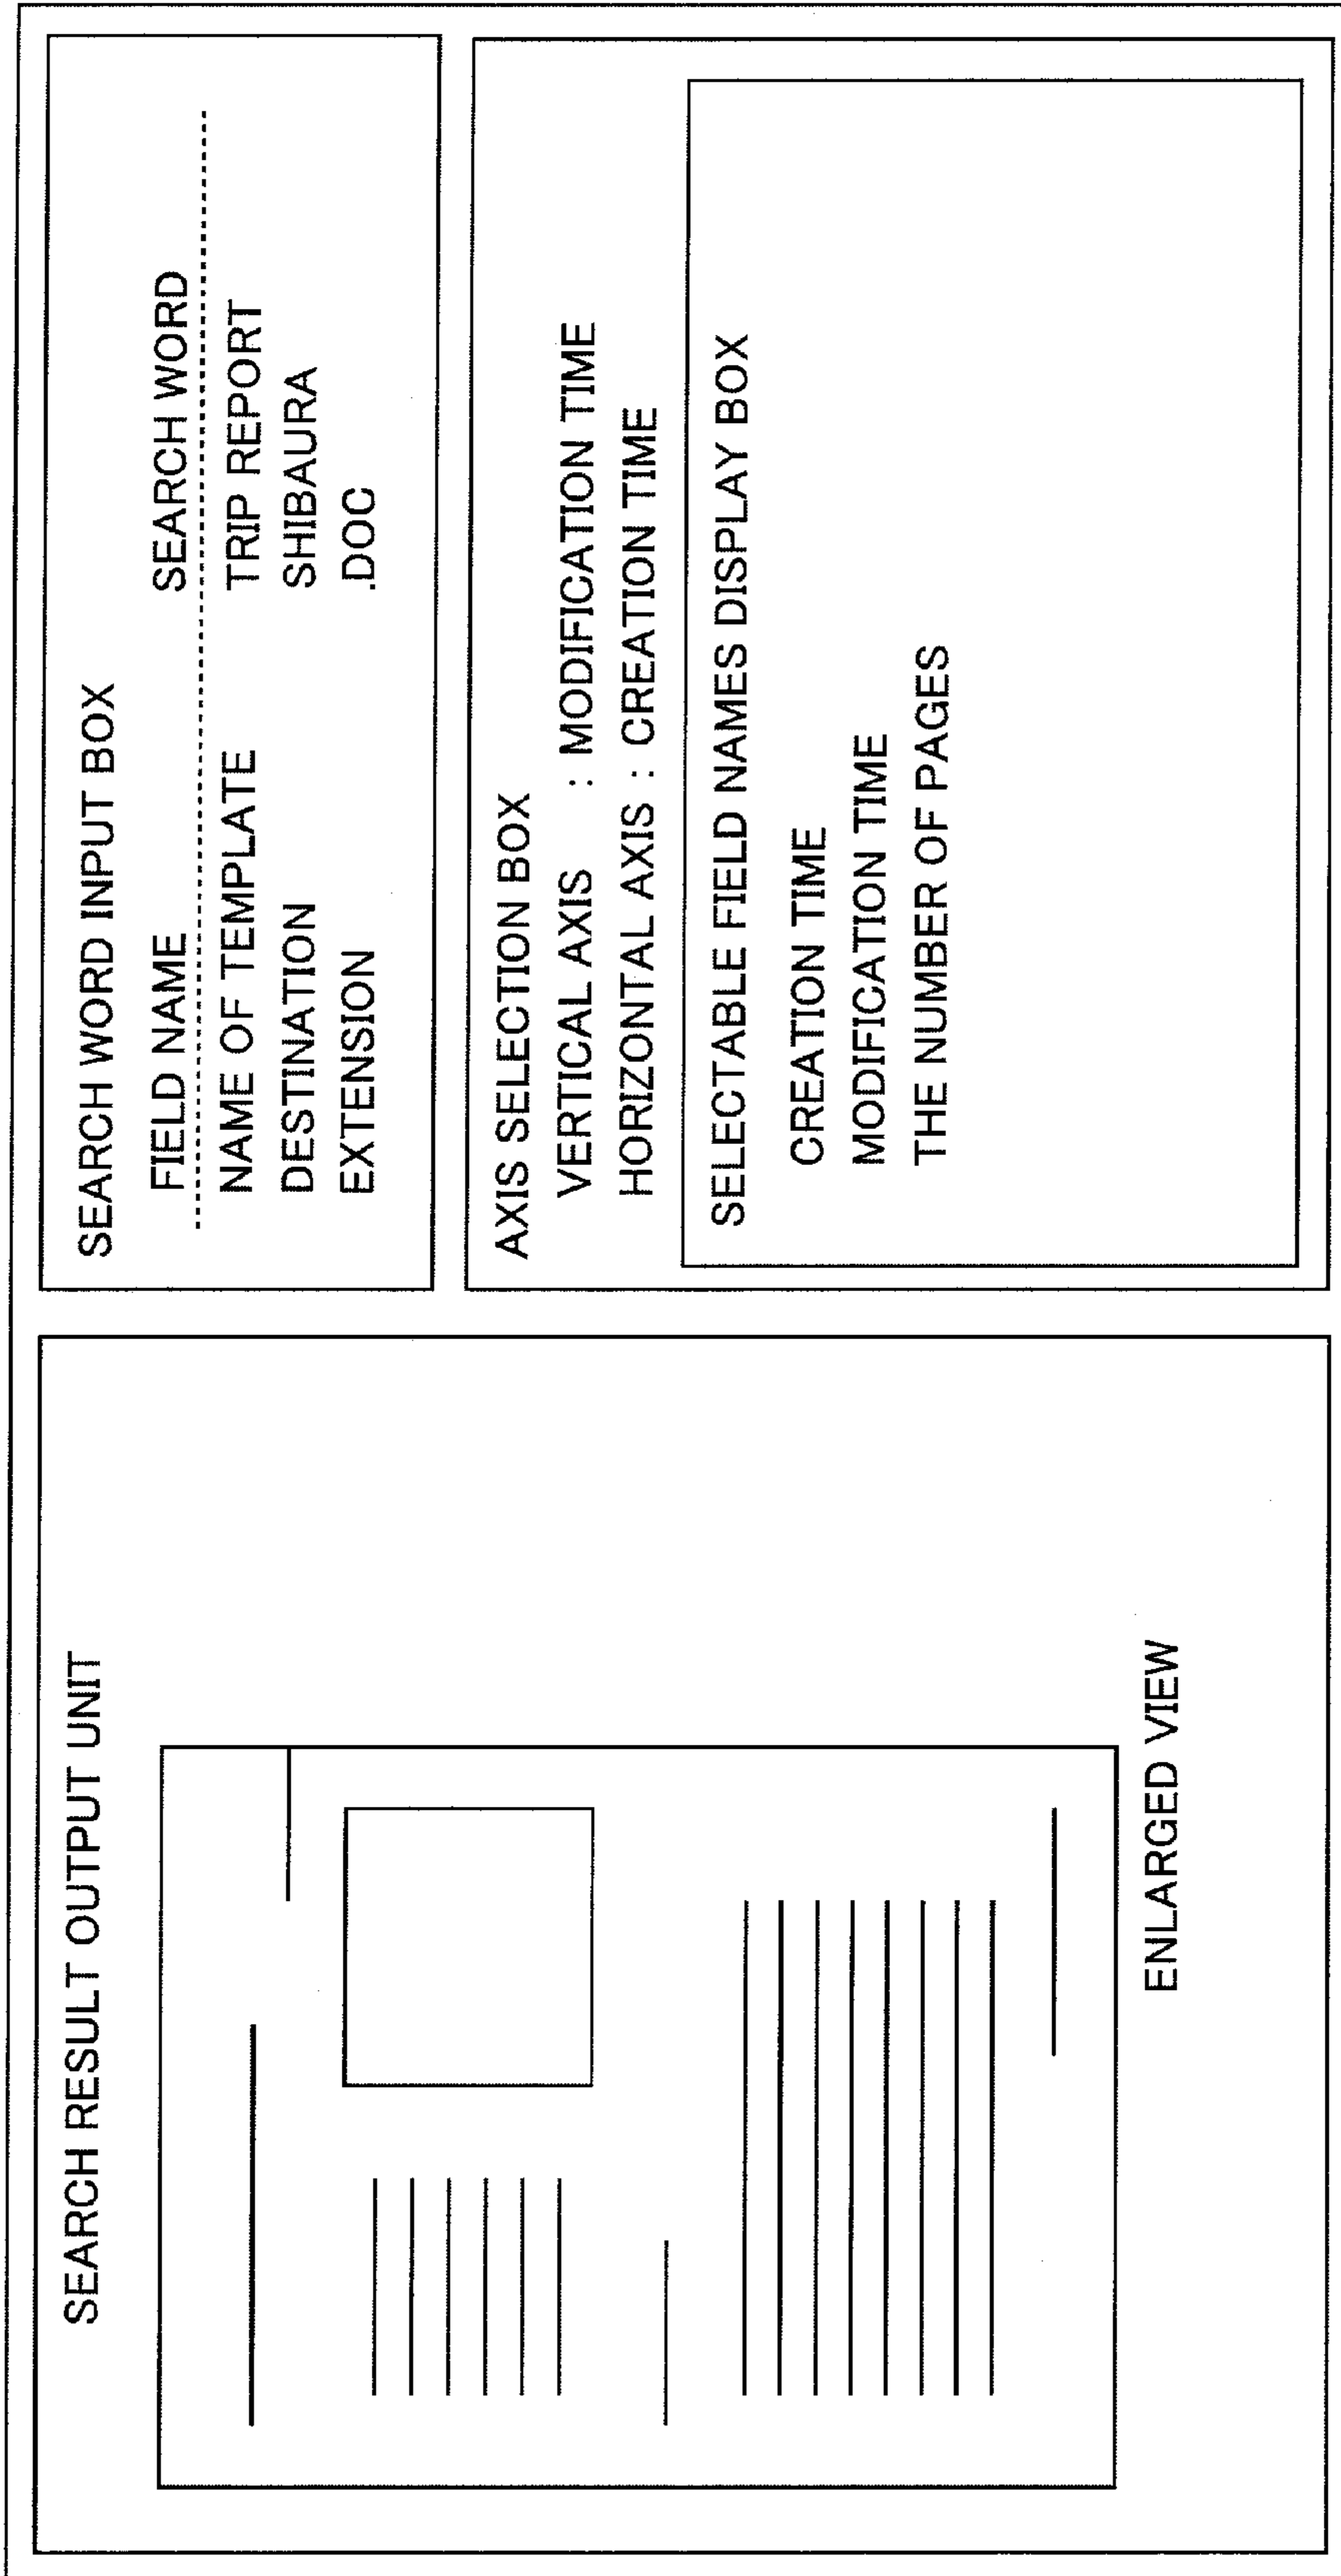 SEARCH RESULT OUTPUT UNIT
ENLARGED VIEW
SEARCH WORD INPUT BOX
FIELD NAME SEARCH WORD
NAME OF TEMPLATE TRIP REPORT
DESTINATION SHIBAURA
EXTENSION .DOC
AXIS SELECTION BOX
VERTICAL AXIS : MODIFICATION TIME
HORIZONTAL AXIS : CREATION TIME
SELECTABLE FIELD NAMES DISPLAY BOX
CREATION TIME
MODIFICATION TIME
THE NUMBER OF PAGES